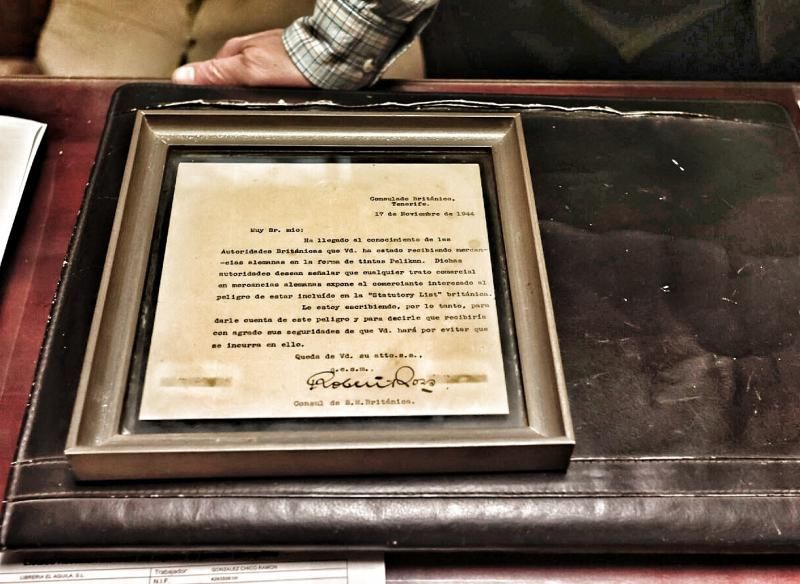 Consulado Británico,
Tenerife.
17 de Noviembre de 1944
Muy Sr. mio:
Ha llegado al conocimiento de las
Autoridades Británicas que Vd. ha estado recibiendo mercan-
-cias alemanas en la forma de tintas Pelikan. Dichas
autoridades desean señalar que cualquier trato comercial
en mercancias alemanas expone al comerciante interesado al
peligro de estar incluído en la "Statutory List" británica.
Le estoy escribiendo, por lo tanto, para
darle cuenta de este peligro y para decirle que recibiría
con agrado sus seguridades de que Vd. hará por evitar que
se incurra en ello.
Queda de Vd. su atto.s.s.,
q.e.s.m.,
Robert Ross
Consul de S.M.Británica.
LIBRERIA EL AGUILA, S.L
Trabajador GONZALEZ CHICO RAMON
N.I.F.